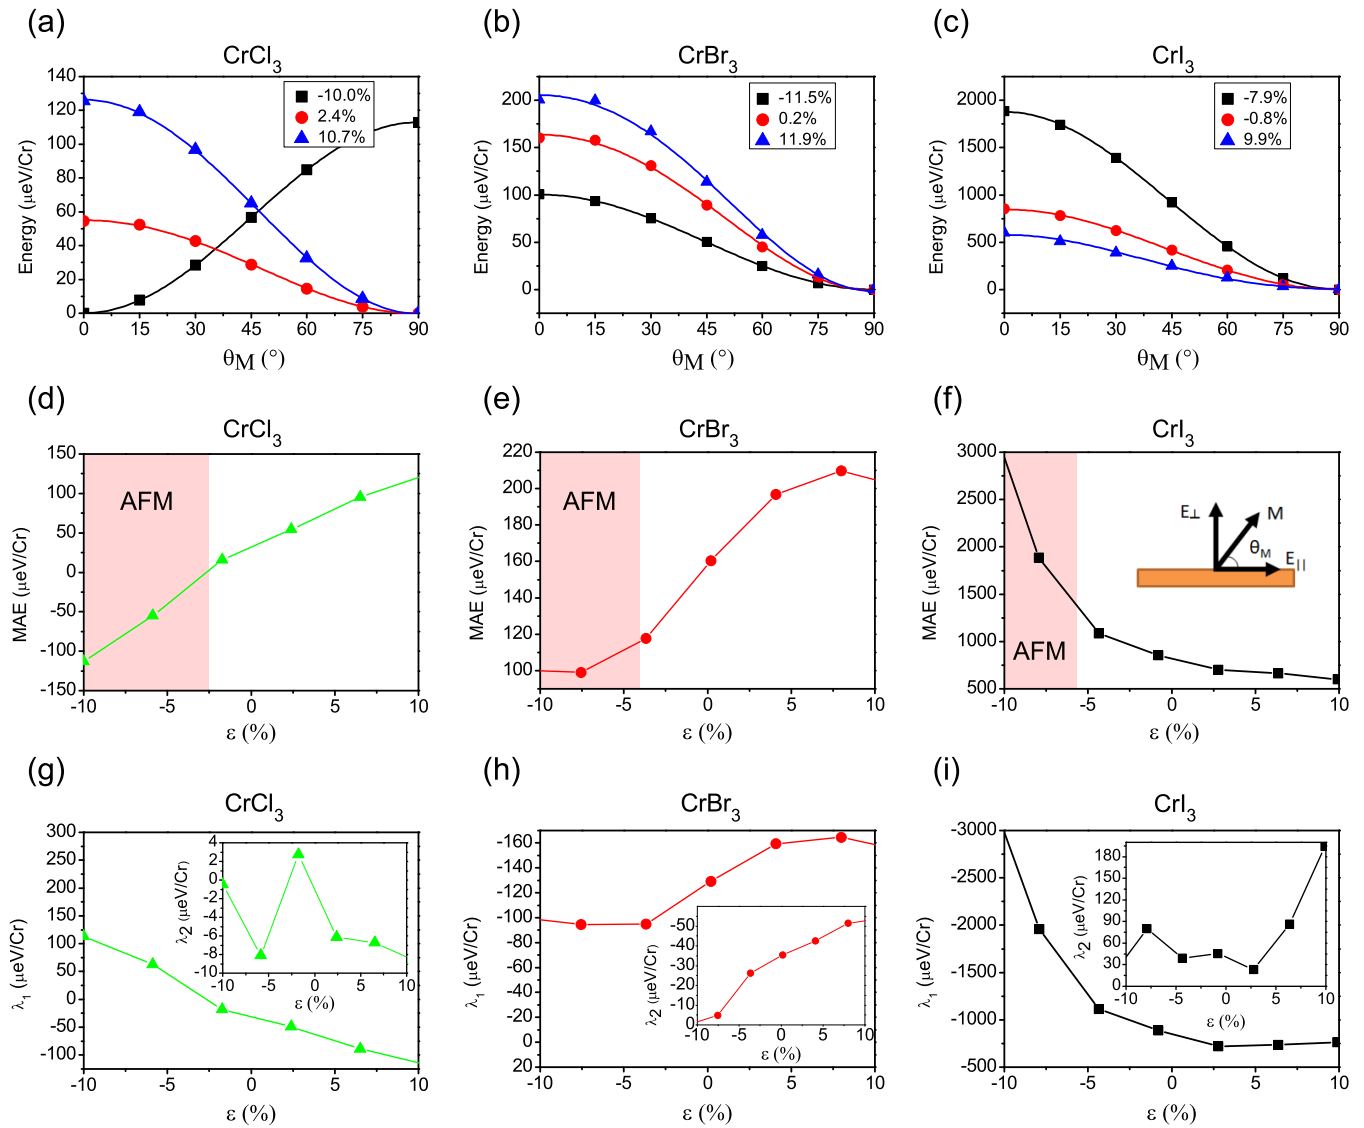 (a)
CrCl3
140
120
100
80
60
40
20
0
Energy (μeV/Cr)
-10.0%
2.4%
10.7%
0 15 30 45 60 75 90
θM (°)
(b)
CrBr3
200
150
100
50
0
Energy (μeV/Cr)
-11.5%
0.2%
11.9%
0 15 30 45 60 75 90
θM (°)
(c)
CrI3
2000
1500
1000
500
0
Energy (μeV/Cr)
-7.9%
-0.8%
9.9%
0 15 30 45 60 75 90
θM (°)
(d)
CrCl3
150
100
50
0
-50
-100
-150
MAE (μeV/Cr)
AFM
-10 -5 0 5 10
ε (%)
(e)
CrBr3
220
200
180
160
140
120
100
MAE (μeV/Cr)
AFM
-10 -5 0 5 10
ε (%)
(f)
CrI3
3000
2500
2000
1500
1000
500
MAE (μeV/Cr)
AFM
E⊥
M
θM
E||
-10 -5 0 5 10
ε (%)
(g)
CrCl3
300
250
200
150
100
50
0
-50
-100
λ1 (μeV/Cr)
4
2
0
-2
-4
-6
-8
-10
λ2 (μeV/Cr)
-10 -5 0 5 10
ε (%)
-10 -5 0 5 10
ε (%)
(h)
CrBr3
-160
-140
-120
-100
-80
-60
-40
-20
0
20
λ1 (μeV/Cr)
-50
-40
-30
-20
-10
0
λ2 (μeV/Cr)
-10 -5 0 5 10
ε (%)
-10 -5 0 5 10
ε (%)
(i)
CrI3
-3000
-2500
-2000
-1500
-1000
-500
λ1 (μeV/Cr)
180
150
120
90
60
30
0
λ2 (μeV/Cr)
-10 -5 0 5 10
ε (%)
-10 -5 0 5 10
ε (%)